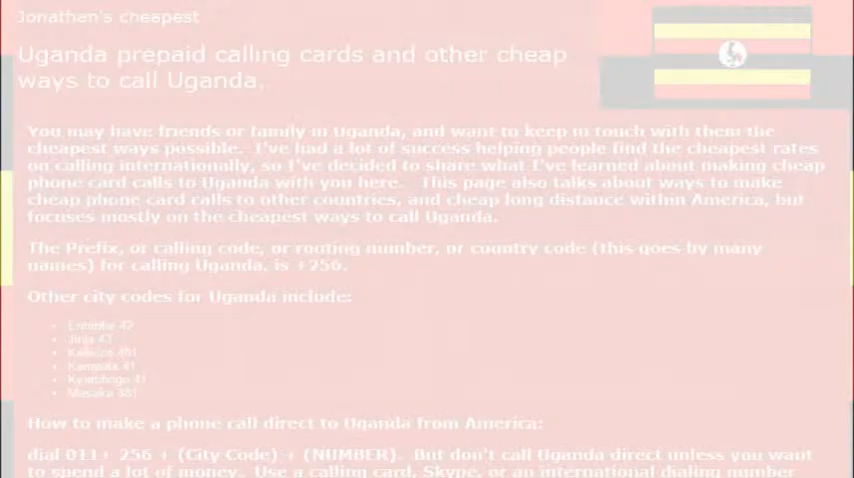 Jonathan's cheapest
Uganda prepaid calling cards and other cheap
ways to call Uganda.
You may have friends or family in Uganda, and want to keep in touch with them the
cheapest ways possible. I've had a lot of success helping people find the cheapest rates
on calling internationally, so I've decided to share what I've learned about making cheap
phone card calls to Uganda with you here. This page also talks about ways to make
cheap phone card calls to other countries, and cheap long distance within America, but
focuses mostly on the cheapest ways to call Uganda.
The Prefix, or calling code, or routing number, or country code (this goes by many
names) for calling Uganda, is +256.
Other city codes for Uganda include:
• Entebbe 42
• Jinja 43
• Kampala 41
• Kyambogo 41
• Masaka 481
How to make a phone call direct to Uganda from America:
dial 011+ 256 + (City Code) + (NUMBER). But don't call Uganda direct unless you want
to spend a lot of money. Use a calling card, Skype, or an international dialing number